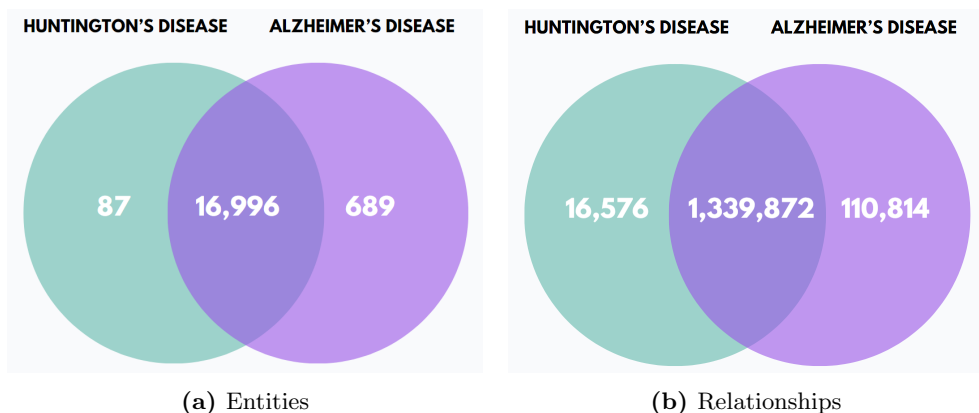 HUNTINGTON'S DISEASE ALZHEIMER'S DISEASE
87 16,996 689
(a) Entities
HUNTINGTON'S DISEASE ALZHEIMER'S DISEASE
16,576 1,339,872 110,814
(b) Relationships